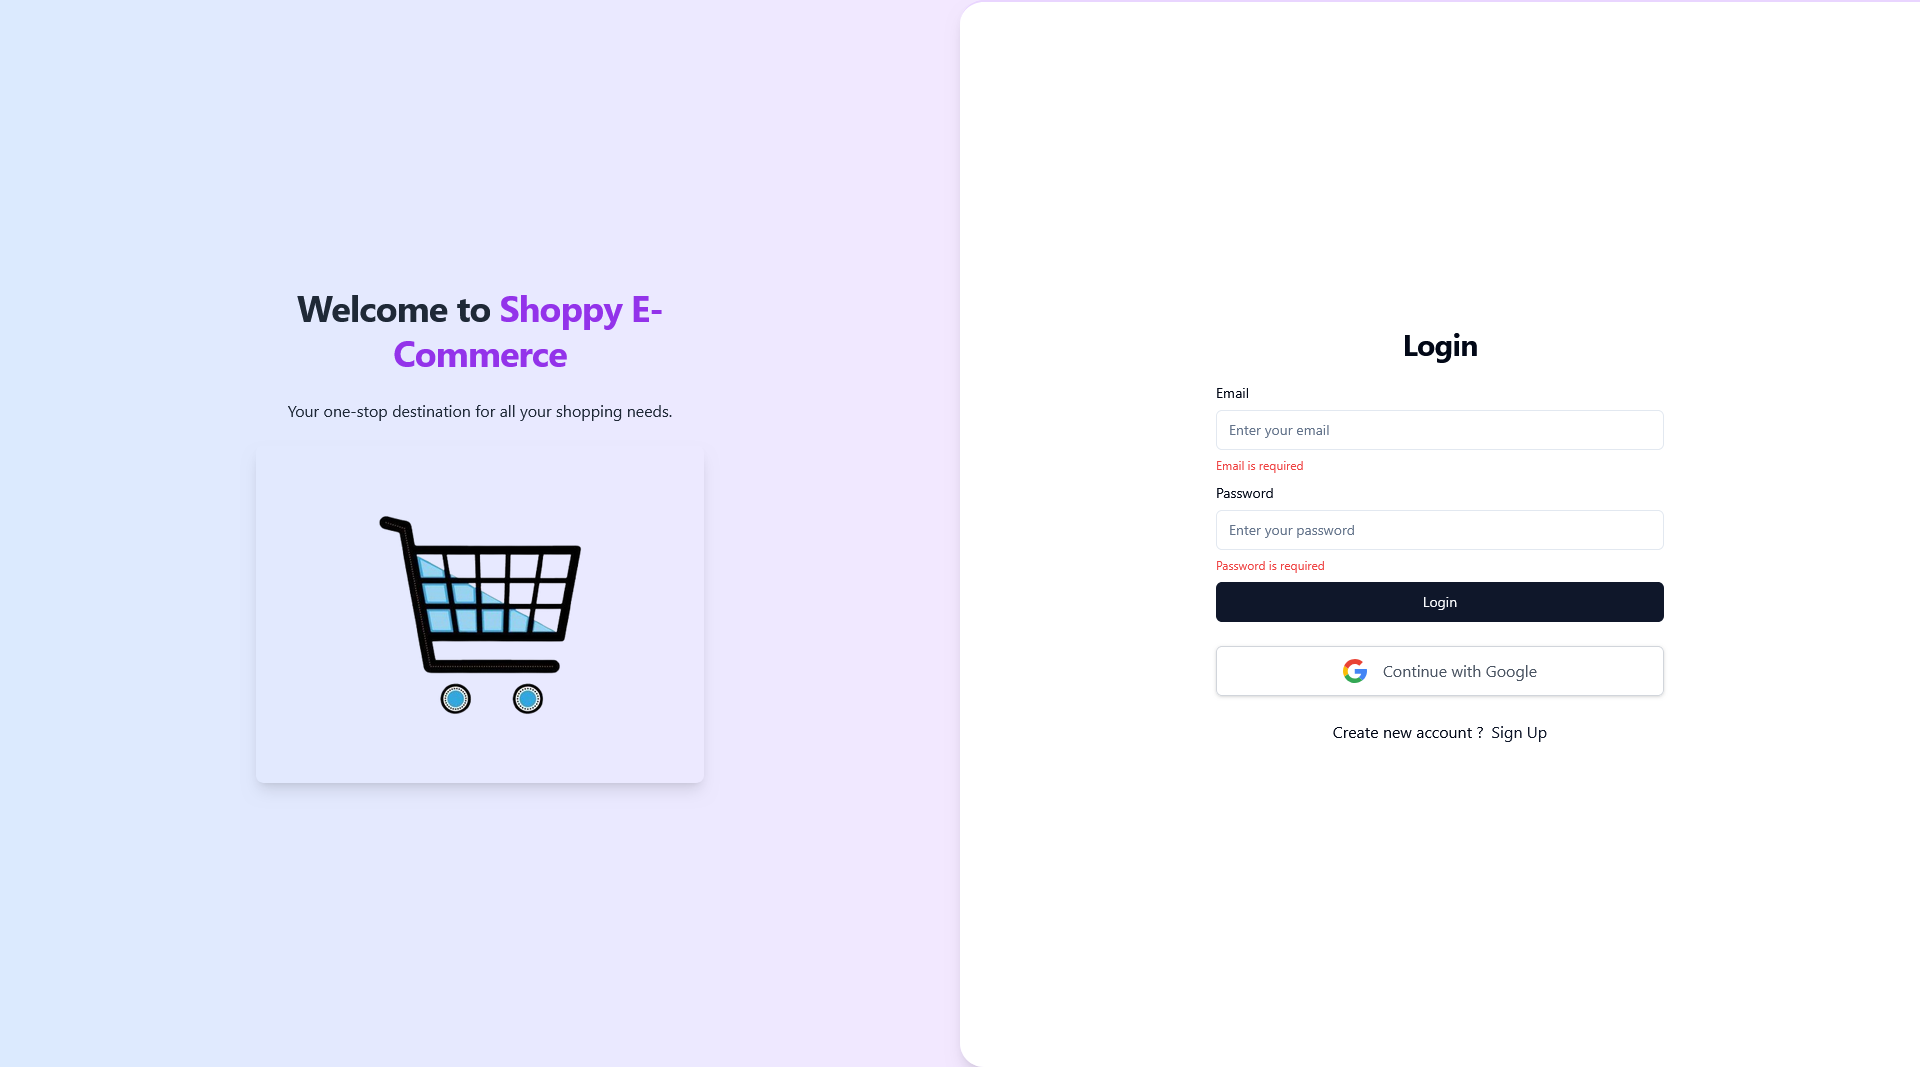 Welcome to Shoppy E-
Commerce
Your one-stop destination for all your shopping needs.
Login
Email
Enter your email
Email is required
Password
Enter your password
Password is required
Login
Continue with Google
Create new account ? Sign Up